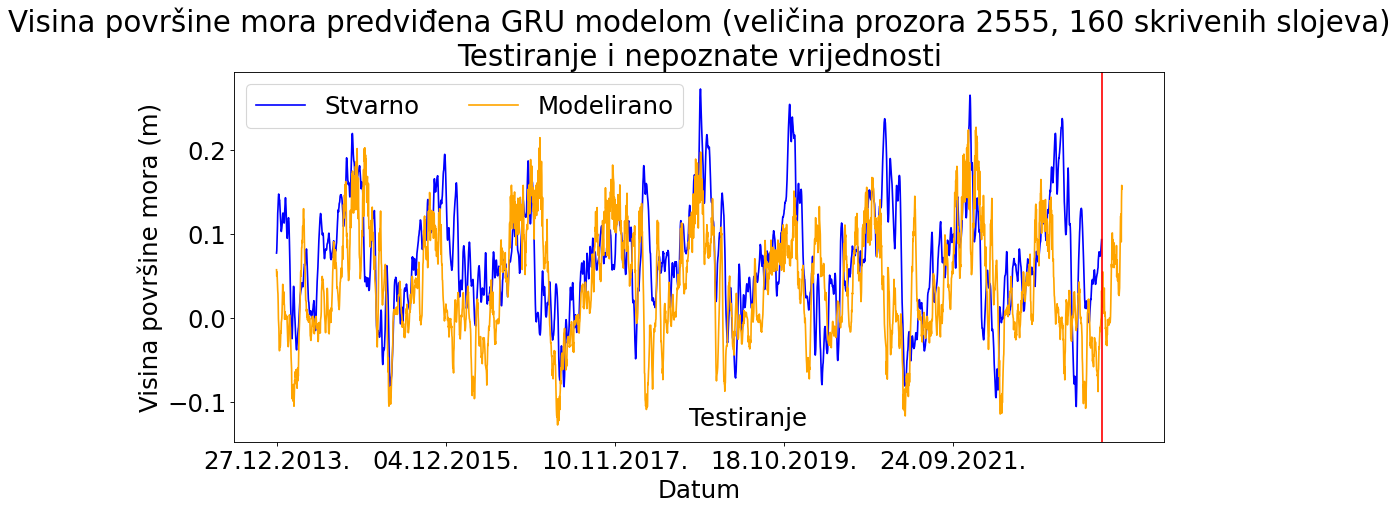 Visina površine mora predviđena GRU modelom (veličina prozora 2555, 160 skrivenih slojeva)
Testiranje i nepoznate vrijednosti
Stvarno Modelirano
Visina površine mora (m)
0.2
0.1
0.0
−0.1
Testiranje
27.12.2013. 04.12.2015. 10.11.2017. 18.10.2019. 24.09.2021.
Datum